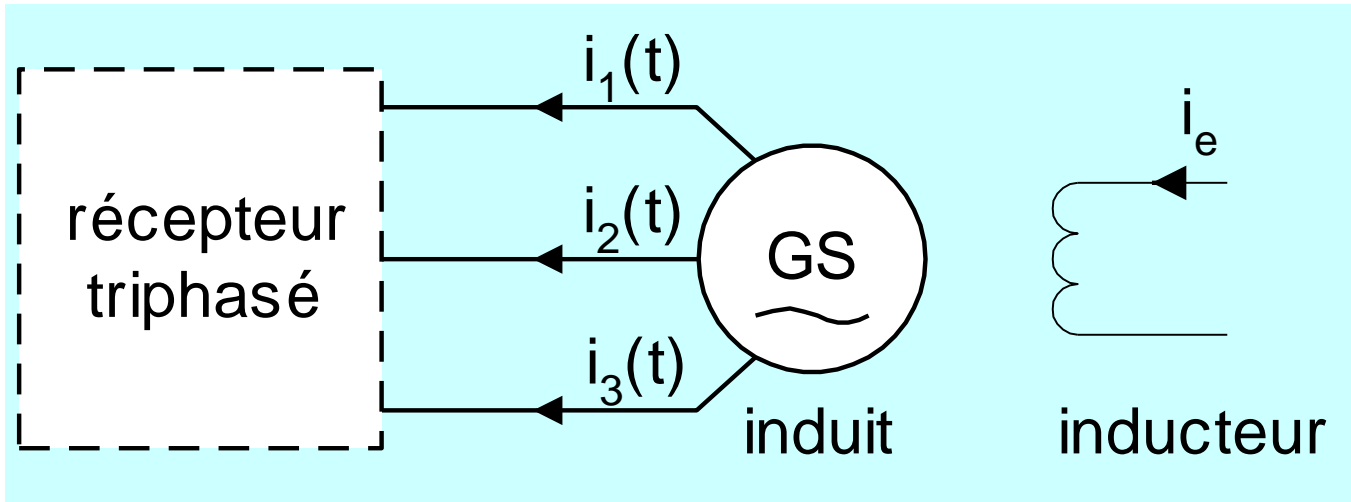 i1(t)
ie
récepteur
triphasé
i2(t)
GS
i3(t)
induit
inducteur